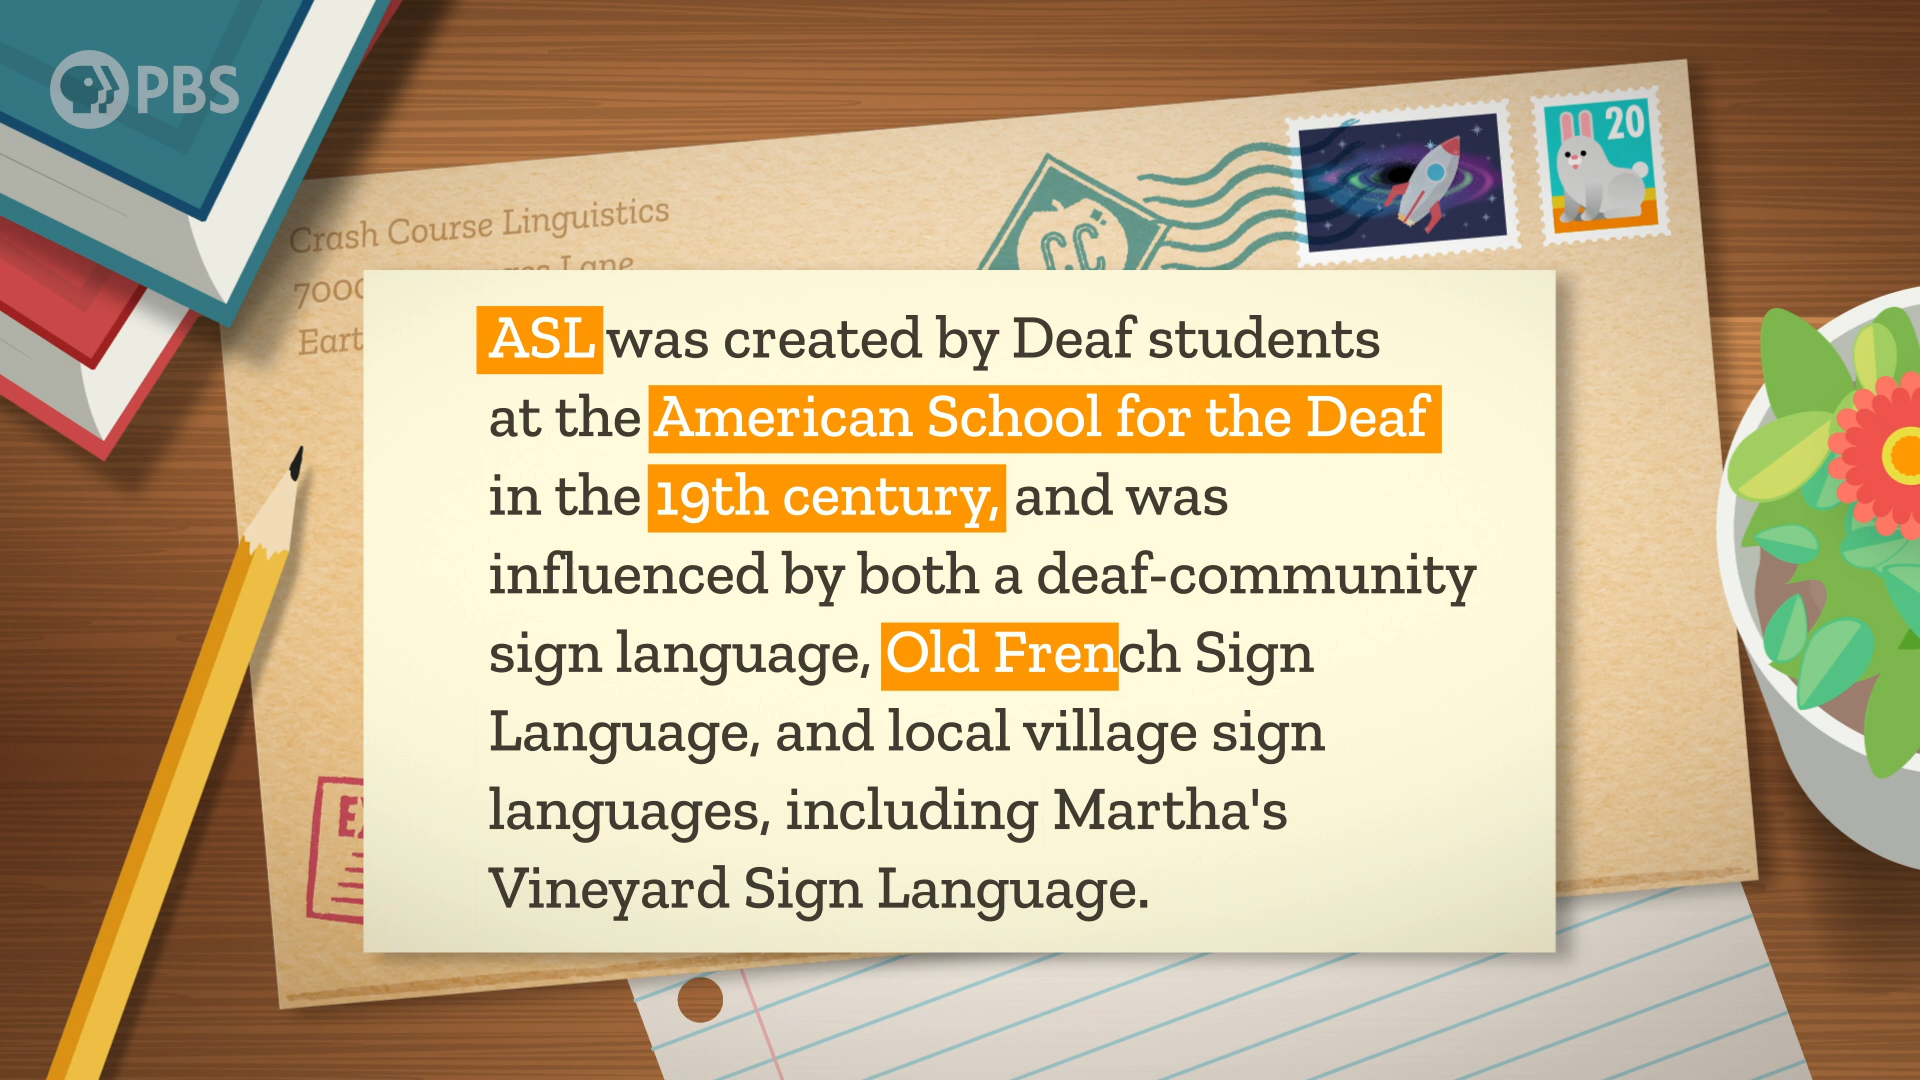 PBS
20
Crash Course Linguistics
Lane
CC
ASL was created by Deaf students
at the American School for the Deaf
in the 19th century, and was
influenced by both a deaf-community
sign language, Old French Sign
Language, and local village sign
languages, including Martha's
Vineyard Sign Language.